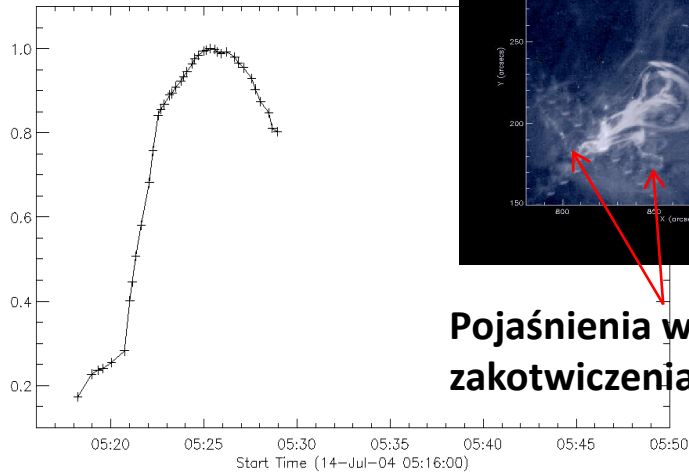 1.0
0.8
0.6
0.4
0.2
05:20 05:25 05:30 05:35 05:40 05:45 05:50
Start Time (14-Jul-04 05:16:00)
Y (arcsecs)
250
200
150
800
X (arcse
Pojaśnienia w
zakotwiczenia